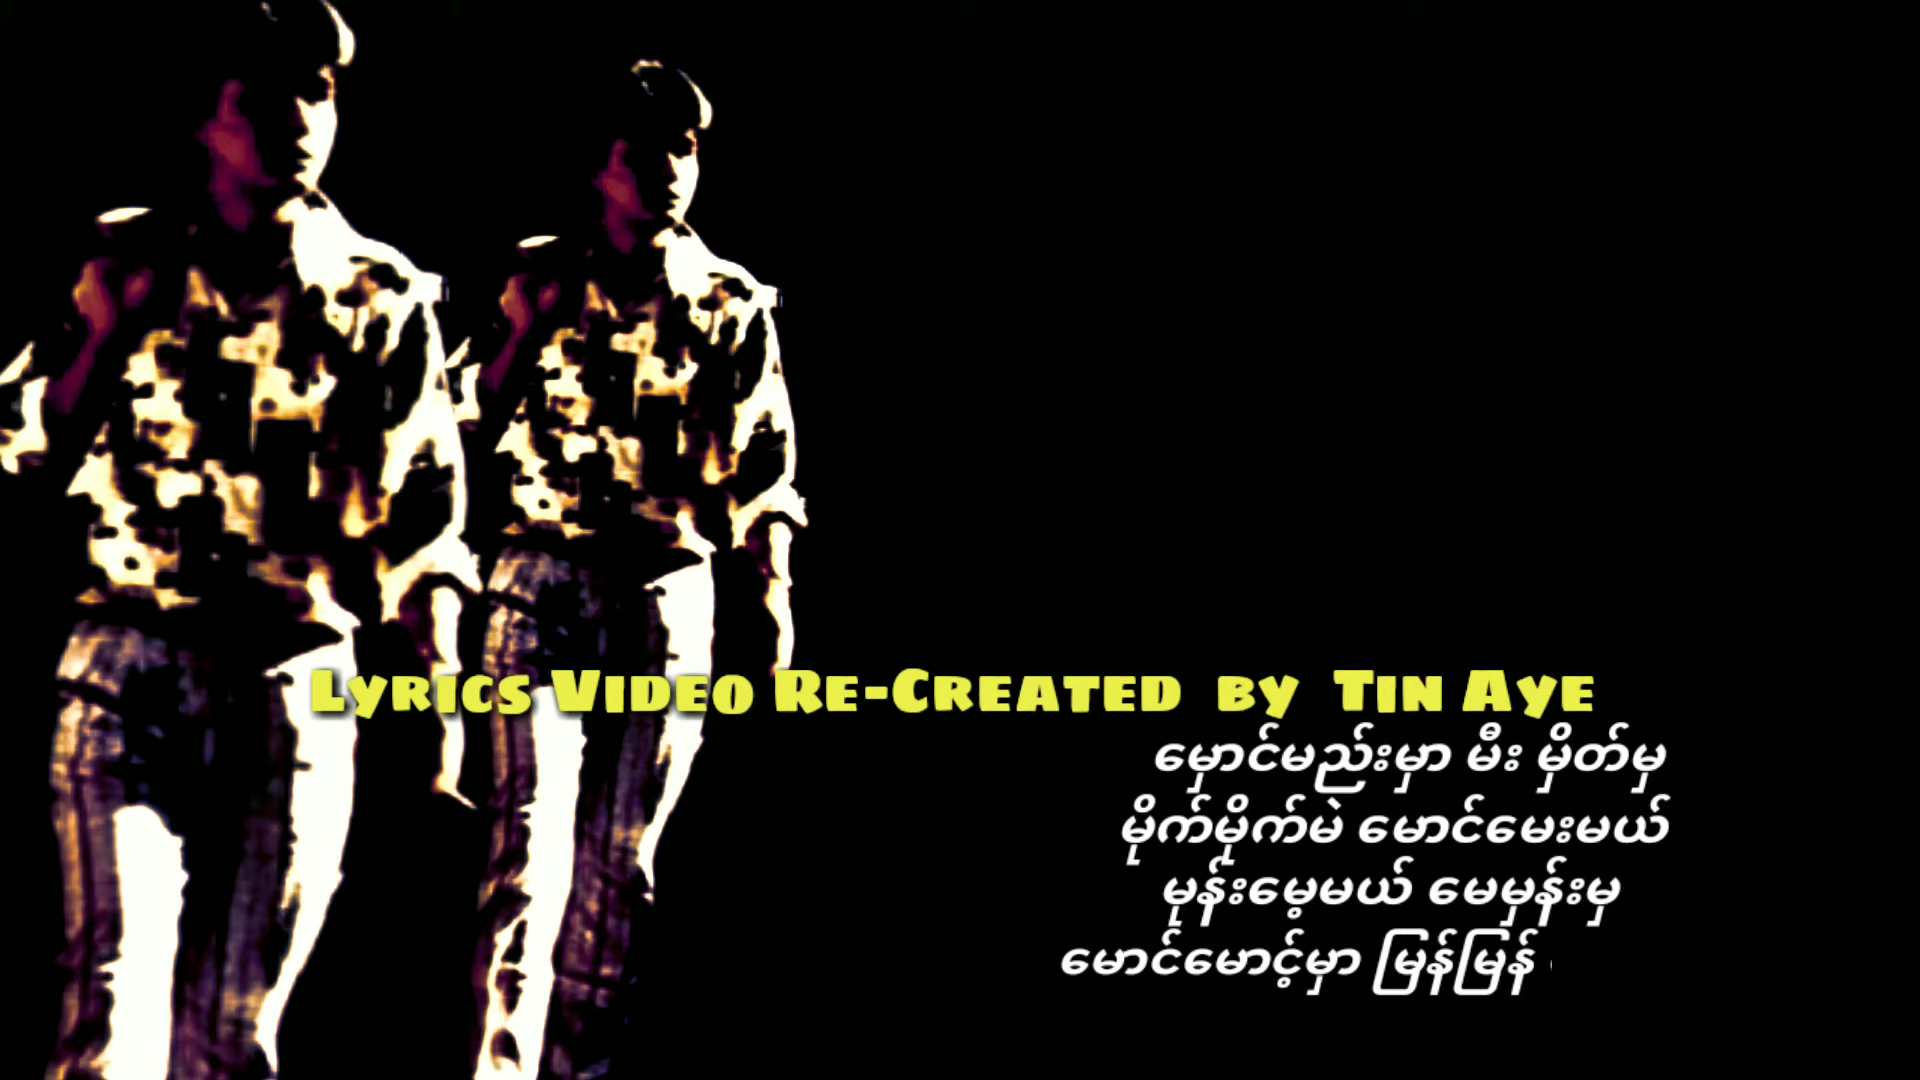 Lyrics Video Re-Created by Tin Aye
မှောင်မည်းမှာ မီး မှိတ်မှ
မိုက်မိုက်မဲ မောင်မေးမယ်
မုန်းမေ့မယ် မေမှန်းမှ
မောင်မောင့်မှာ မြန်မြန်